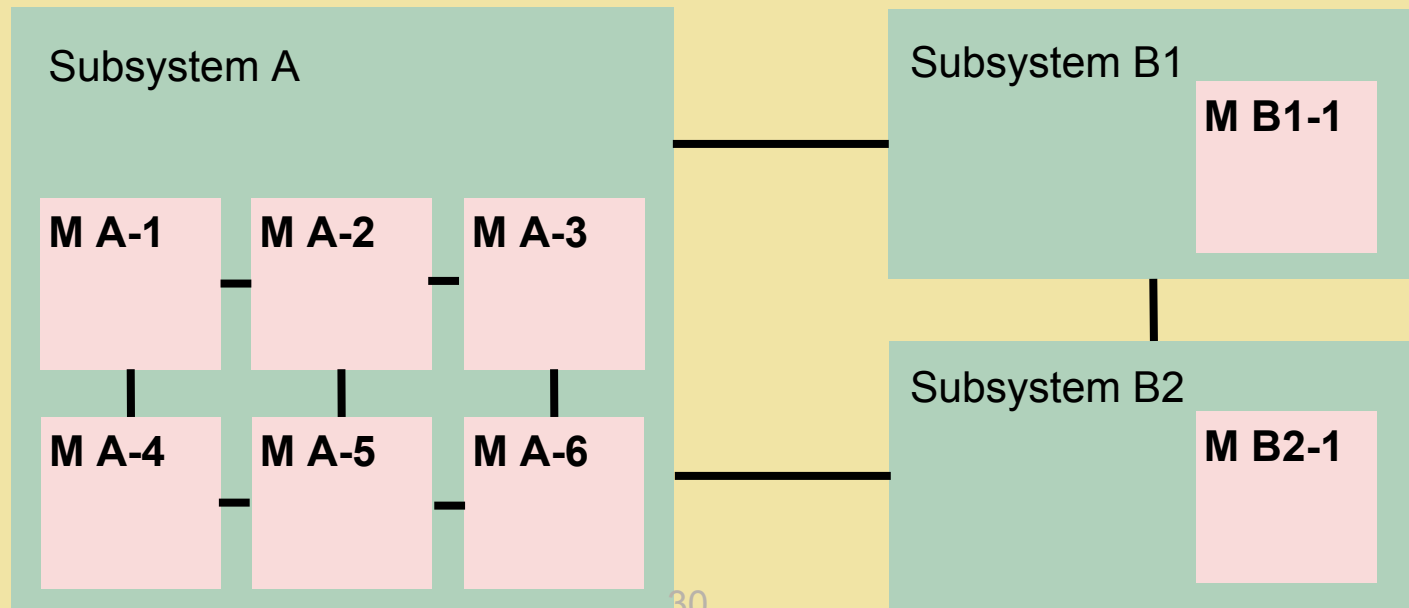 Subsystem A
M A-1
M A-2
M A-3
M A-4
M A-5
M A-6
Subsystem B1
M B1-1
Subsystem B2
M B2-1
30